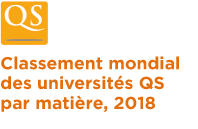 QS
Classement mondial
des universités QS
par matière, 2018